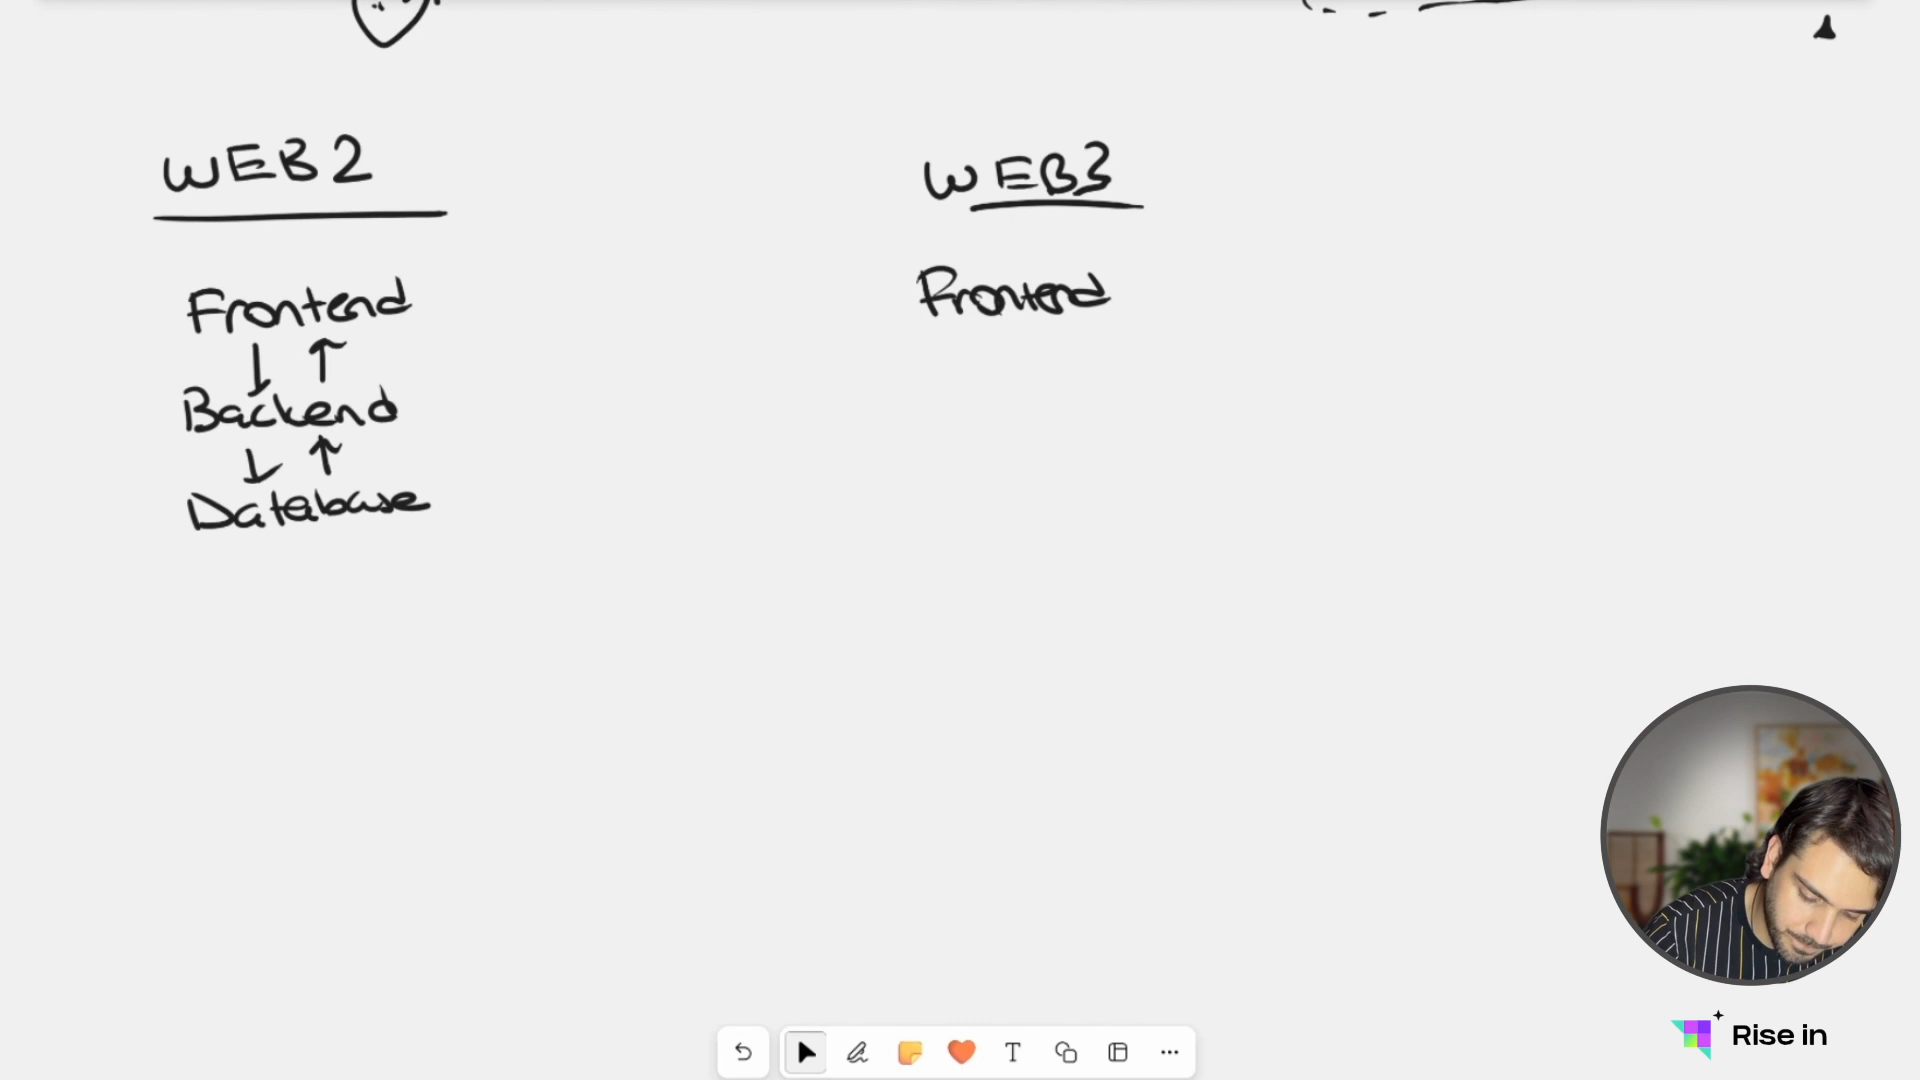 WEB2
Frontend
Backend
Database
WEB3
Frontend
T
Rise in